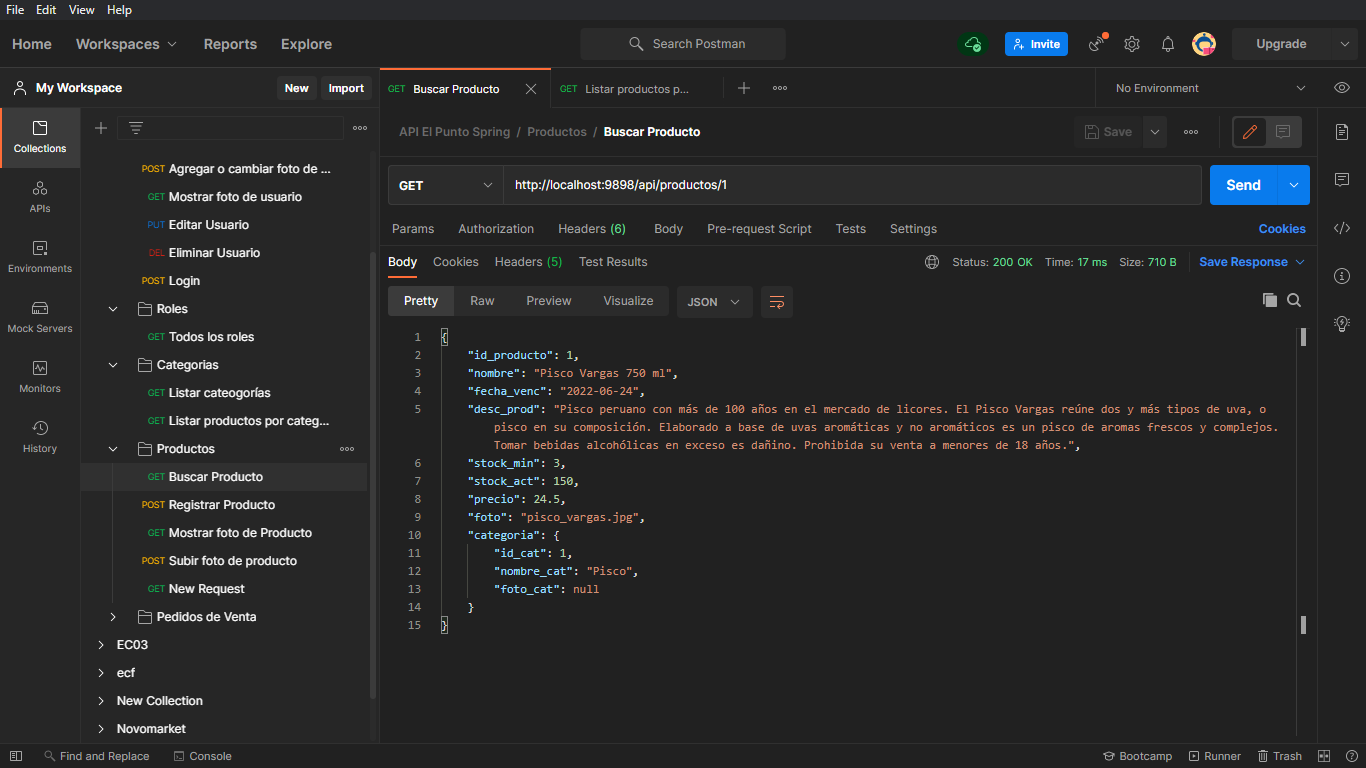 File Edit View Help
Home Workspaces Reports Explore Search Postman Invite Upgrade
My Workspace New Import
GET Buscar Producto GET Listar productos p... No Environment
Collections
APIs
Environments
Mock Servers
Monitors
History
POST Agregar o cambiar foto de ...
GET Mostrar foto de usuario
PUT Editar Usuario
DEL Eliminar Usuario
POST Login
Roles
GET Todos los roles
Categorias
GET Listar cateogorías
GET Listar productos por categ...
Productos
GET Buscar Producto
POST Registrar Producto
GET Mostrar foto de Producto
POST Subir foto de producto
GET New Request
Pedidos de Venta
EC03
ecf
New Collection
Novomarket
API El Punto Spring / Productos / Buscar Producto Save
GET http://localhost:9898/api/productos/1 Send
Params Authorization Headers (6) Body Pre-request Script Tests Settings Cookies
Body Cookies Headers (5) Test Results Status: 200 OK Time: 17 ms Size: 710 B Save Response
Pretty Raw Preview Visualize JSON
1 {
2 "id_producto": 1,
3 "nombre": "Pisco Vargas 750 ml",
4 "fecha_venc": "2022-06-24",
5 "desc_prod": "Pisco peruano con más de 100 años en el mercado de licores. El Pisco Vargas reúne dos y más tipos de uva, o
pisco en su composición. Elaborado a base de uvas aromáticas y no aromáticos es un pisco de aromas frescos y complejos.
Tomar bebidas alcohólicas en exceso es dañino. Prohibida su venta a menores de 18 años.",
6 "stock_min": 3,
7 "stock_act": 150,
8 "precio": 24.5,
9 "foto": "pisco_vargas.jpg",
10 "categoria": {
11 "id_cat": 1,
12 "nombre_cat": "Pisco",
13 "foto_cat": null
14 }
15 }
Find and Replace Console Bootcamp Runner Trash